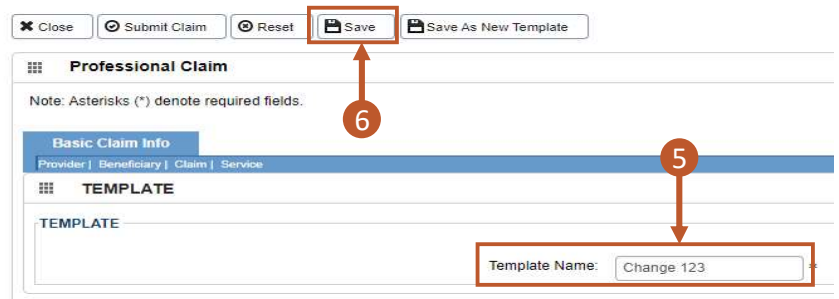 Close Submit Claim Reset Save Save As New Template
Professional Claim
6
Note: Asterisks (*) denote required fields.
Basic Claim Info
5
Provider | Beneficiary | Claim | Service
TEMPLATE
TEMPLATE
Template Name: Change 123 *